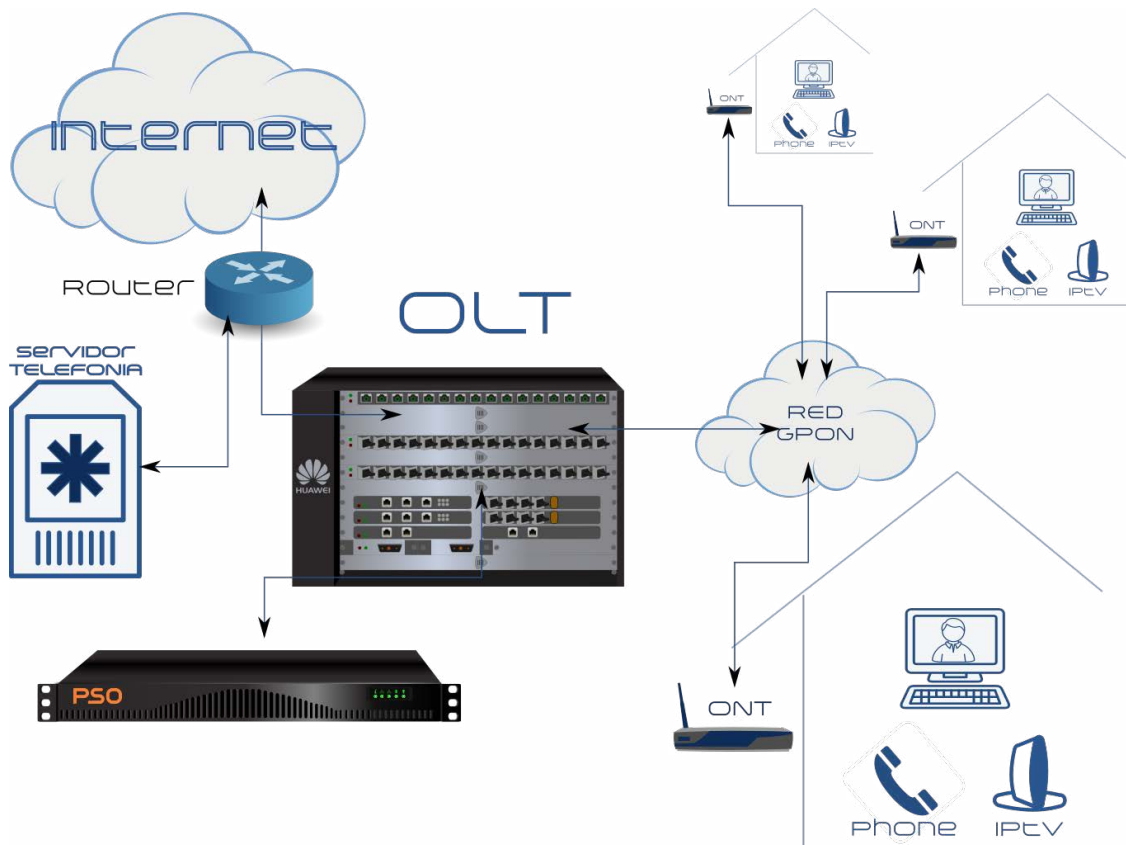 Internet
Router
OLT
SERVIDOR
TELEFONIA
HUAWEI
PSO
RED
GPON
ONT
Phone
IPtV
ONT
Phone
IPtV
ONT
Phone
IPtV